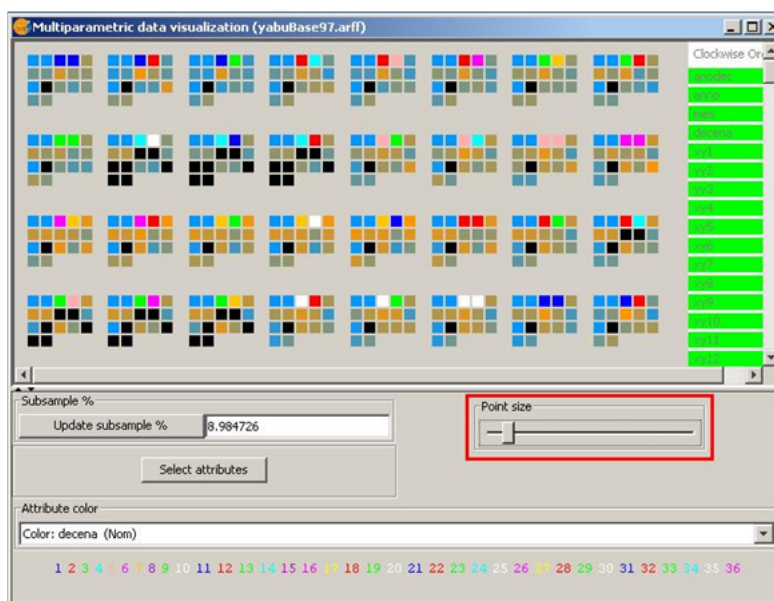 Multiparametric data visualization (yabuBase97.arff)
Clockwise Or
anodec
anno
mes
decena
xy1
xy2
xy3
xy4
xy5
xy6
xy7
xy8
xy9
xy10
xy11
xy12
Subsample %
Update subsample %
8.984726
Point size
Select attributes
Attribute color
Color: decena (Nom)
1 2 3 4 5 6 7 8 9 10 11 12 13 14 15 16 17 18 19 20 21 22 23 24 25 26 27 28 29 30 31 32 33 34 35 36